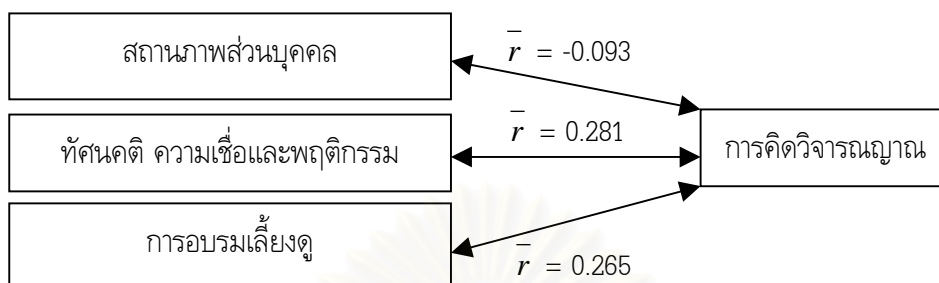 สถานภาพส่วนบุคคล
r̅ = -0.093
ทัศนคติ ความเชื่อและพฤติกรรม
r̅ = 0.281
การคิดวิจารณญาณ
การอบรมเลี้ยงดู
r̅ = 0.265